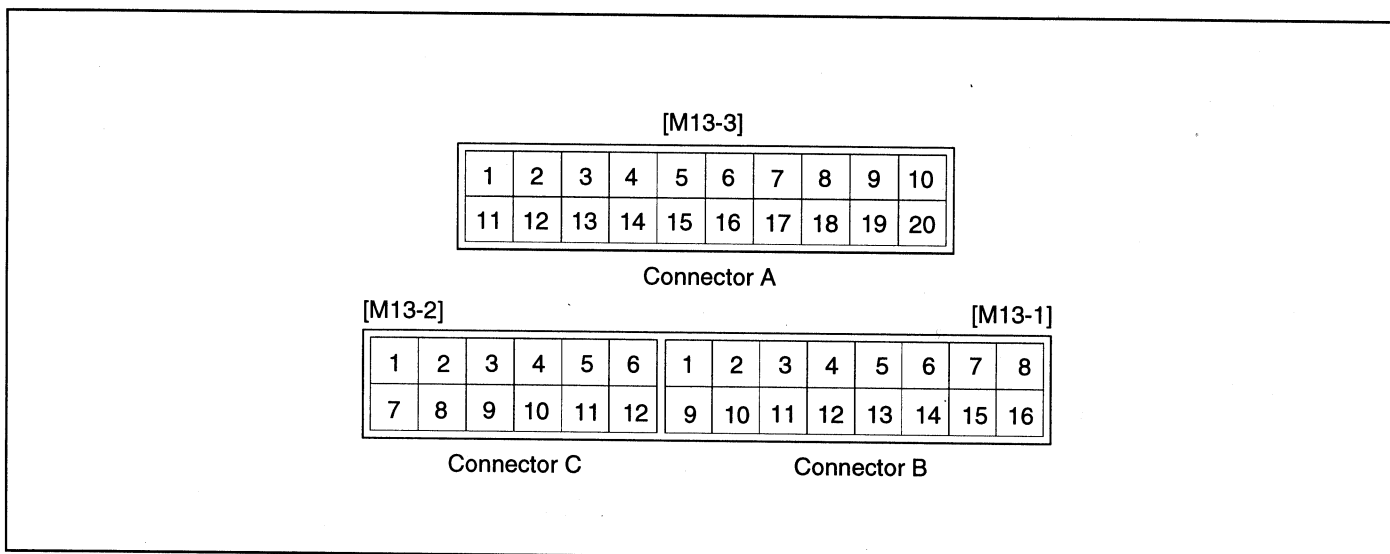 [M13-3]
1 2 3 4 5 6 7 8 9 10
11 12 13 14 15 16 17 18 19 20
Connector A
[M13-2] [M13-1]
1 2 3 4 5 6 1 2 3 4 5 6 7 8
7 8 9 10 11 12 9 10 11 12 13 14 15 16
Connector C Connector B